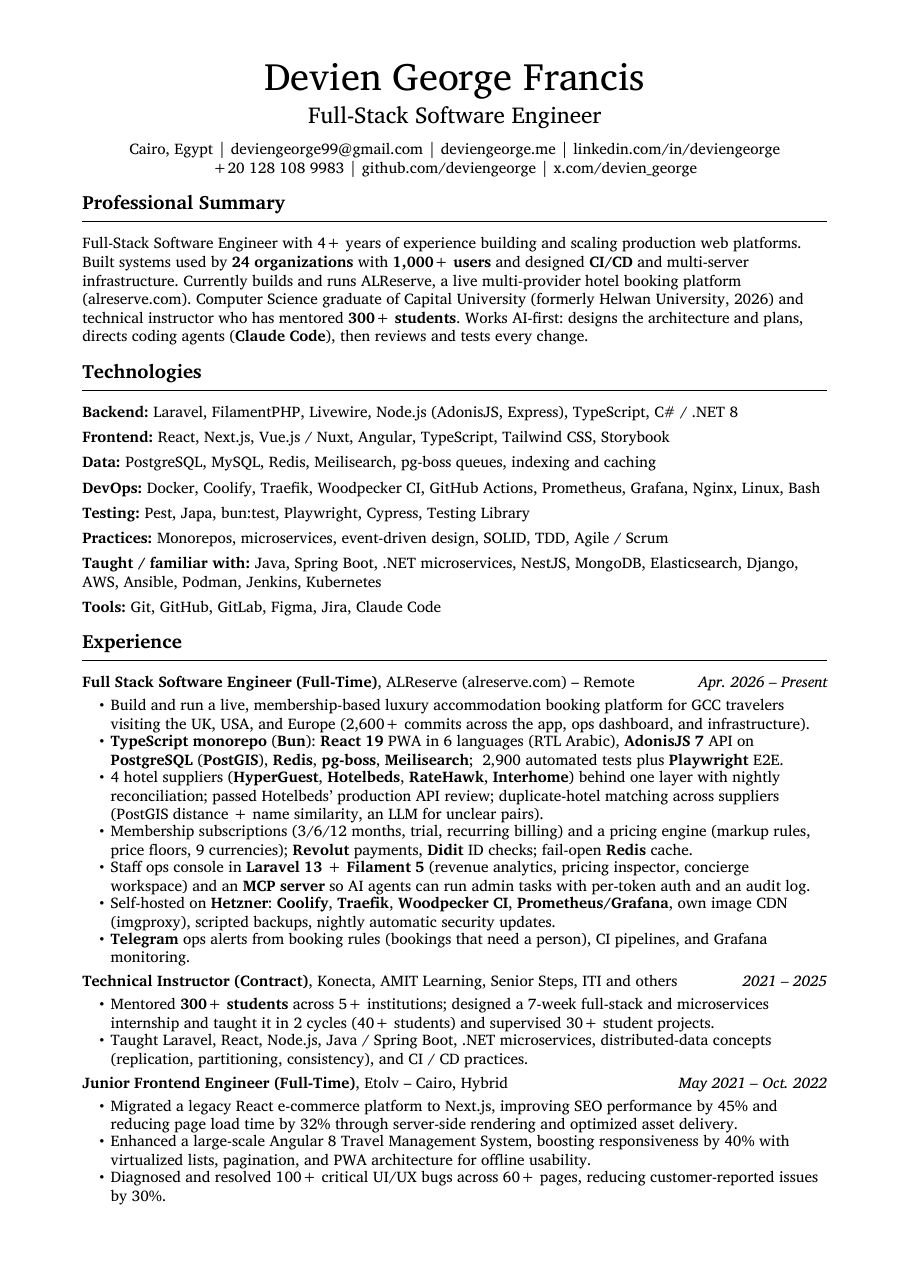 Devien George Francis
Full-Stack Software Engineer
Cairo, Egypt | deviengeorge99@gmail.com | deviengeorge.me | linkedin.com/in/deviengeorge
+20 128 108 9983 | github.com/deviengeorge | x.com/devien_george
Professional Summary
Full-Stack Software Engineer with 4+ years of experience building and scaling production web platforms.
Built systems used by 24 organizations with 1,000+ users and designed CI/CD and multi-server
infrastructure. Currently builds and runs ALReserve, a live multi-provider hotel booking platform
(alreserve.com). Computer Science graduate of Capital University (formerly Helwan University, 2026) and
technical instructor who has mentored 300+ students. Works AI-first: designs the architecture and plans,
directs coding agents (Claude Code), then reviews and tests every change.
Technologies
Backend: Laravel, FilamentPHP, Livewire, Node.js (AdonisJS, Express), TypeScript, C# / .NET 8
Frontend: React, Next.js, Vue.js / Nuxt, Angular, TypeScript, Tailwind CSS, Storybook
Data: PostgreSQL, MySQL, Redis, Meilisearch, pg-boss queues, indexing and caching
DevOps: Docker, Coolify, Traefik, Woodpecker CI, GitHub Actions, Prometheus, Grafana, Nginx, Linux, Bash
Testing: Pest, Japa, bun:test, Playwright, Cypress, Testing Library
Practices: Monorepos, microservices, event-driven design, SOLID, TDD, Agile / Scrum
Taught / familiar with: Java, Spring Boot, .NET microservices, NestJS, MongoDB, Elasticsearch, Django,
AWS, Ansible, Podman, Jenkins, Kubernetes
Tools: Git, GitHub, GitLab, Figma, Jira, Claude Code
Experience
Full Stack Software Engineer (Full-Time), ALReserve (alreserve.com) – Remote Apr. 2026 – Present
• Build and run a live, membership-based luxury accommodation booking platform for GCC travelers
visiting the UK, USA, and Europe (2,600+ commits across the app, ops dashboard, and infrastructure).
• TypeScript monorepo (Bun): React 19 PWA in 6 languages (RTL Arabic), AdonisJS 7 API on
PostgreSQL (PostGIS), Redis, pg-boss, Meilisearch; 2,900 automated tests plus Playwright E2E.
• 4 hotel suppliers (HyperGuest, Hotelbeds, RateHawk, Interhome) behind one layer with nightly
reconciliation; passed Hotelbeds’ production API review; duplicate-hotel matching across suppliers
(PostGIS distance + name similarity, an LLM for unclear pairs).
• Membership subscriptions (3/6/12 months, trial, recurring billing) and a pricing engine (markup rules,
price floors, 9 currencies); Revolut payments, Didit ID checks; fail-open Redis cache.
• Staff ops console in Laravel 13 + Filament 5 (revenue analytics, pricing inspector, concierge
workspace) and an MCP server so AI agents can run admin tasks with per-token auth and an audit log.
• Self-hosted on Hetzner: Coolify, Traefik, Woodpecker CI, Prometheus/Grafana, own image CDN
(imgproxy), scripted backups, nightly automatic security updates.
• Telegram ops alerts from booking rules (bookings that need a person), CI pipelines, and Grafana
monitoring.
Technical Instructor (Contract), Konecta, AMIT Learning, Senior Steps, ITI and others 2021 – 2025
• Mentored 300+ students across 5+ institutions; designed a 7-week full-stack and microservices
internship and taught it in 2 cycles (40+ students) and supervised 30+ student projects.
• Taught Laravel, React, Node.js, Java / Spring Boot, .NET microservices, distributed-data concepts
(replication, partitioning, consistency), and CI / CD practices.
Junior Frontend Engineer (Full-Time), Etolv – Cairo, Hybrid May 2021 – Oct. 2022
• Migrated a legacy React e-commerce platform to Next.js, improving SEO performance by 45% and
reducing page load time by 32% through server-side rendering and optimized asset delivery.
• Enhanced a large-scale Angular 8 Travel Management System, boosting responsiveness by 40% with
virtualized lists, pagination, and PWA architecture for offline usability.
• Diagnosed and resolved 100+ critical UI/UX bugs across 60+ pages, reducing customer-reported issues
by 30%.